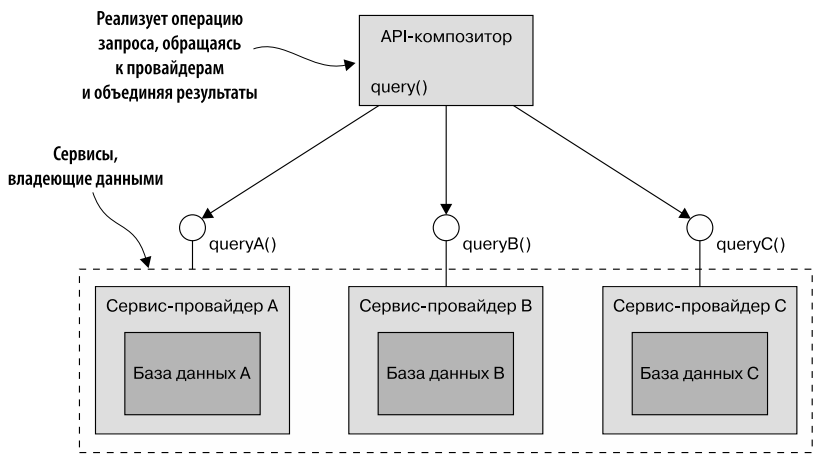 Реализует операцию
запроса, обращаясь
к провайдерам
и объединяя результаты
API-композитор
query()
Сервисы,
владеющие данными
queryA()
queryB()
queryC()
Сервис-провайдер A
Сервис-провайдер B
Сервис-провайдер C
База данных A
База данных B
База данных C